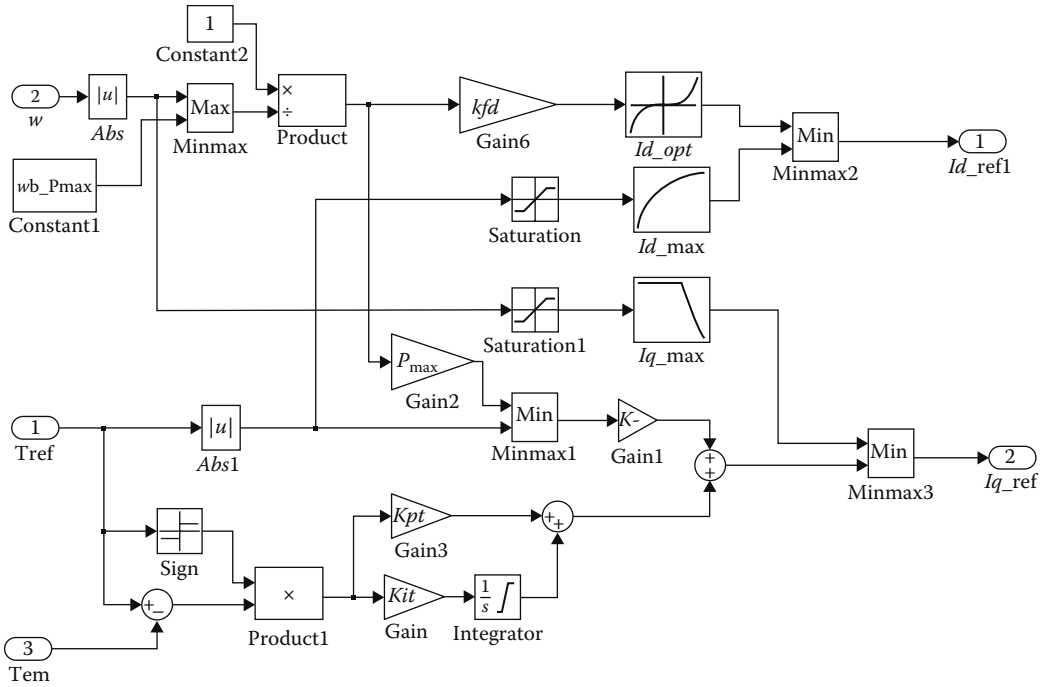 1
Constant2
2
w
|u|
Abs
Max
Minmax
×
÷
Product
kfd
Gain6
Id_opt
Min
Minmax2
1
Id_ref1
wb_Pmax
Constant1
Saturation
Id_max
Saturation1
Iq_max
Pmax
Gain2
1
Tref
|u|
Abs1
Min
Minmax1
K-
Gain1
+
+
Min
Minmax3
2
Iq_ref
Sign
Kpt
Gain3
+
+
+
−
×
Product1
Kit
Gain
1
s
Integrator
3
Tem